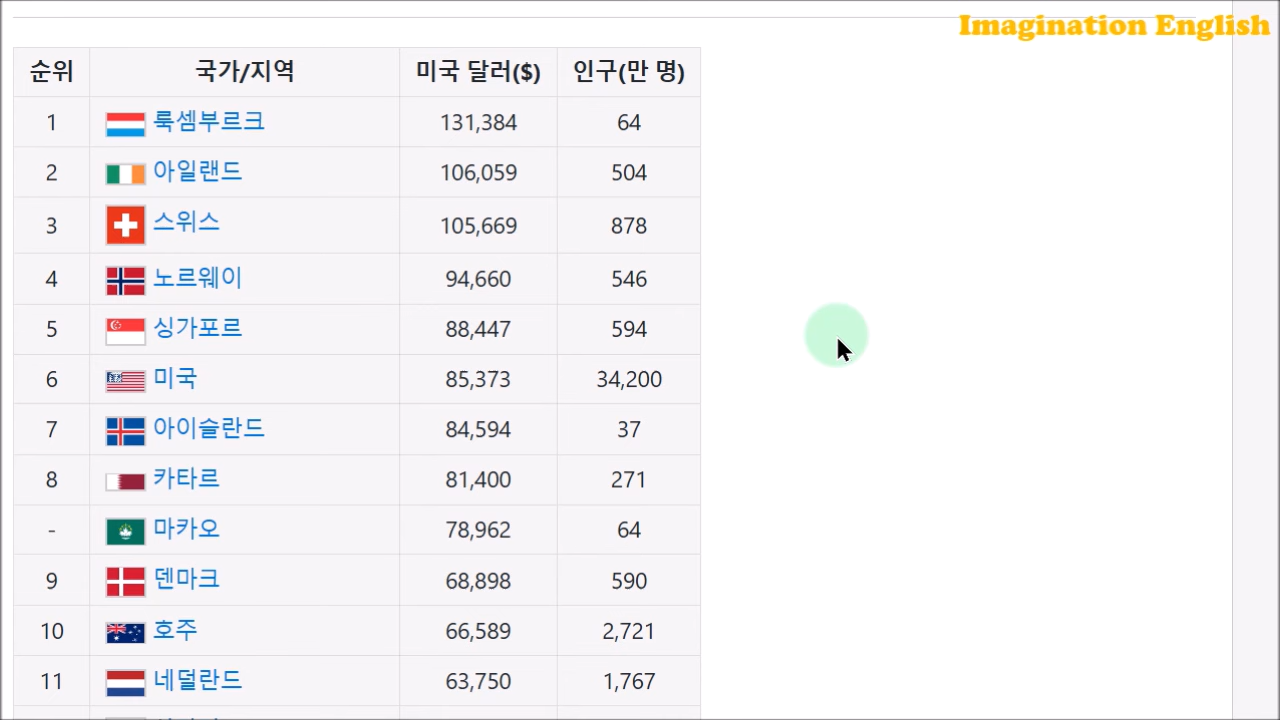 Imagination English
순위 국가/지역 미국 달러($) 인구(만 명)
1 룩셈부르크 131,384 64
2 아일랜드 106,059 504
3 스위스 105,669 878
4 노르웨이 94,660 546
5 싱가포르 88,447 594
6 미국 85,373 34,200
7 아이슬란드 84,594 37
8 카타르 81,400 271
- 마카오 78,962 64
9 덴마크 68,898 590
10 호주 66,589 2,721
11 네덜란드 63,750 1,767